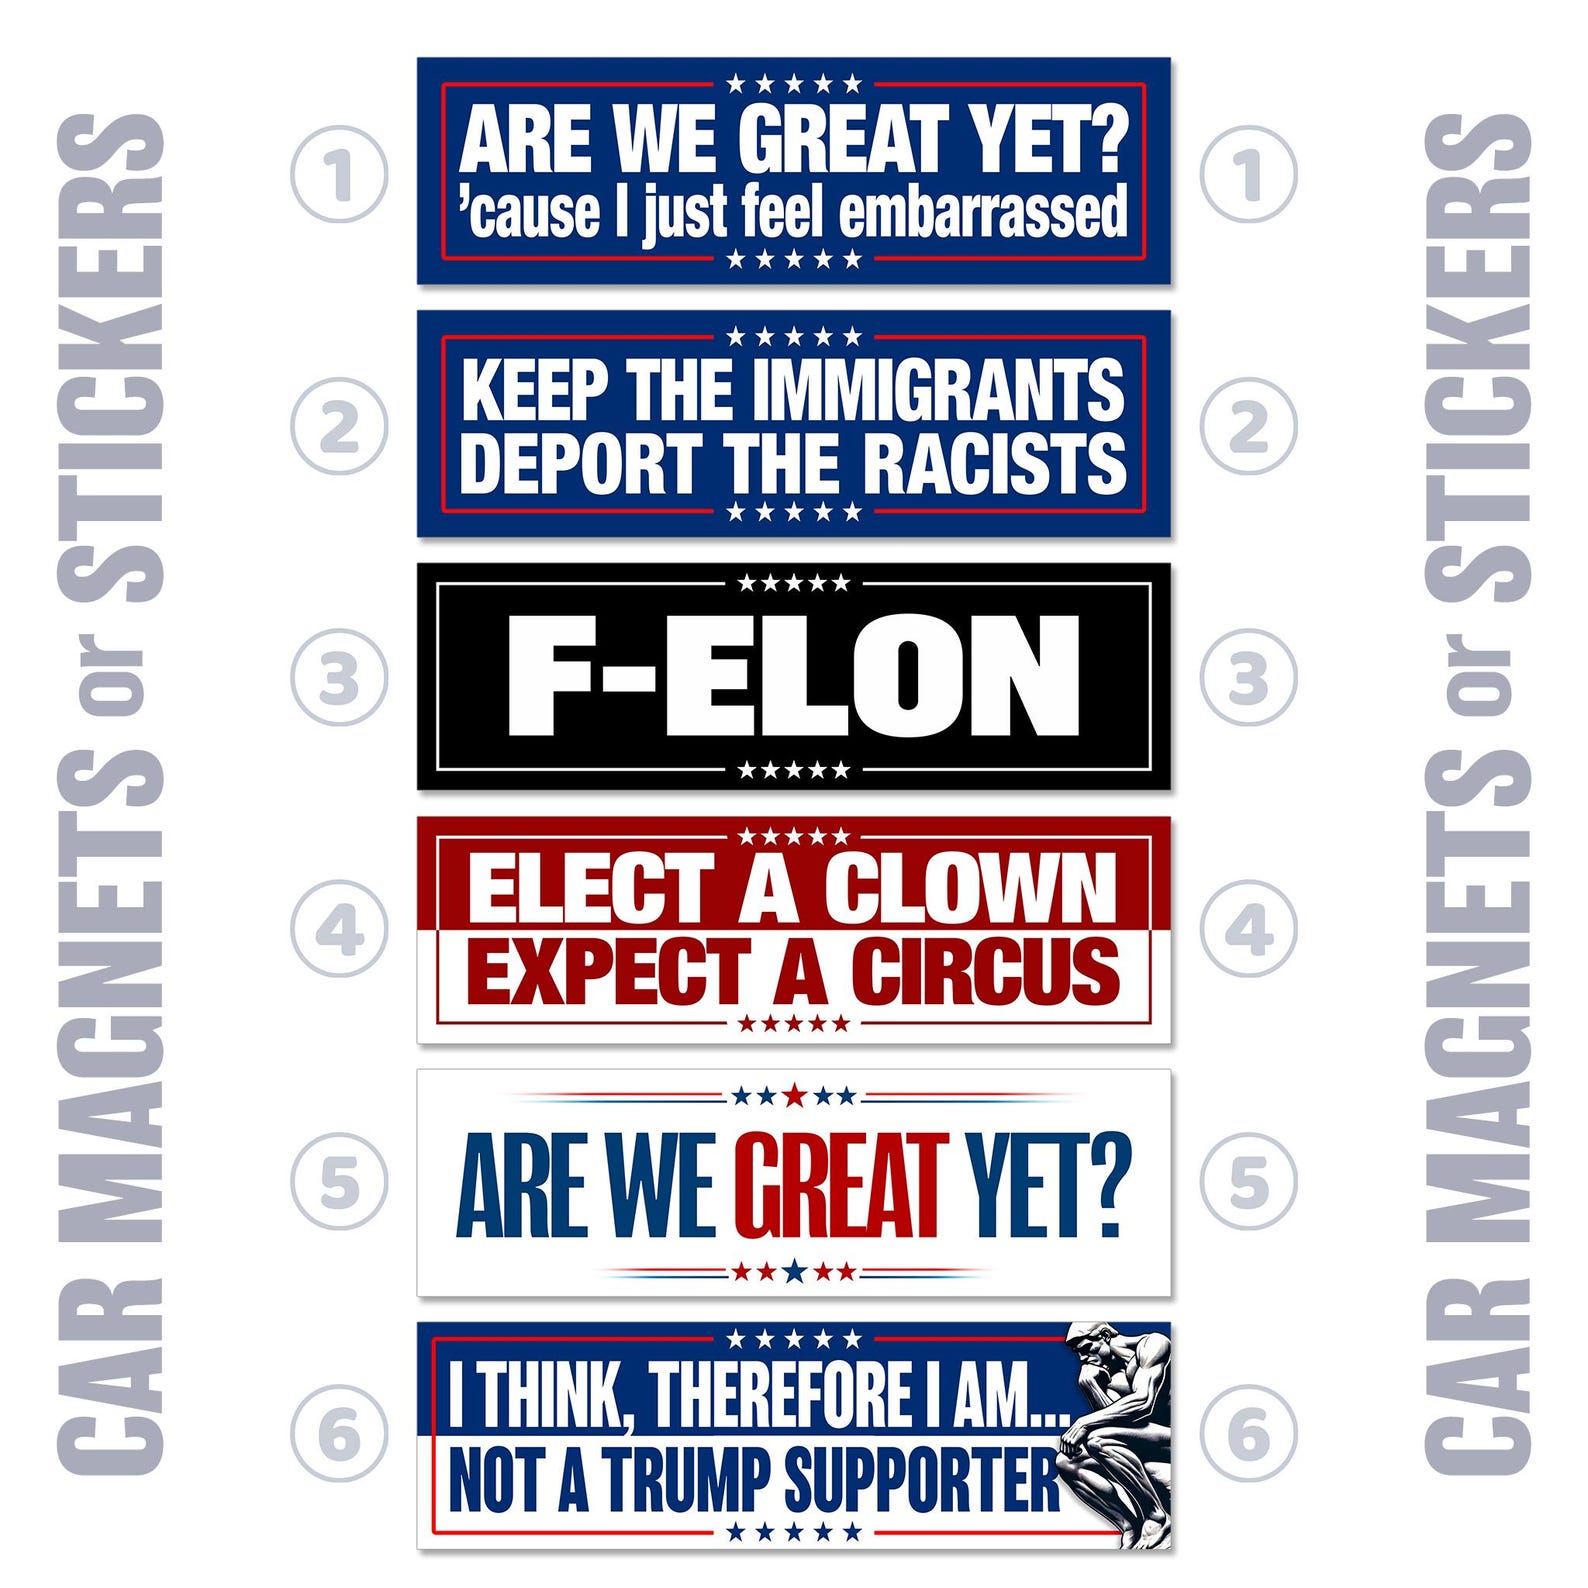 CAR MAGNETS or STICKERS
1
ARE WE GREAT YET?
'cause I just feel embarrassed
1
2
KEEP THE IMMIGRANTS
DEPORT THE RACISTS
2
3
F-ELON
3
4
ELECT A CLOWN
EXPECT A CIRCUS
4
5
ARE WE GREAT YET?
5
6
I THINK, THEREFORE I AM...
NOT A TRUMP SUPPORTER
6
CAR MAGNETS or STICKERS